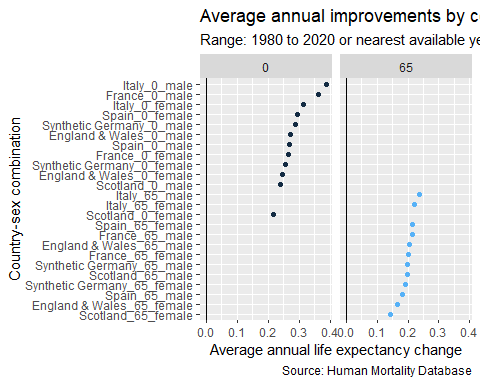 Average annual improvements by c
Range: 1980 to 2020 or nearest available ye
0
65
Country-sex combination
Italy_0_male
France_0_male
Italy_0_female
Spain_0_female
Synthetic Germany_0_male
England & Wales_0_male
Spain_0_male
France_0_female
Synthetic Germany_0_female
England & Wales_0_female
Scotland_0_male
Italy_65_male
Italy_65_female
Scotland_0_female
Spain_65_female
France_65_male
England & Wales_65_male
France_65_female
Synthetic Germany_65_male
Scotland_65_male
Synthetic Germany_65_female
Spain_65_male
England & Wales_65_female
Scotland_65_female
0.0 0.1 0.2 0.3 0.4 0.0 0.1 0.2 0.3 0.4
Average annual life expectancy change
Source: Human Mortality Database